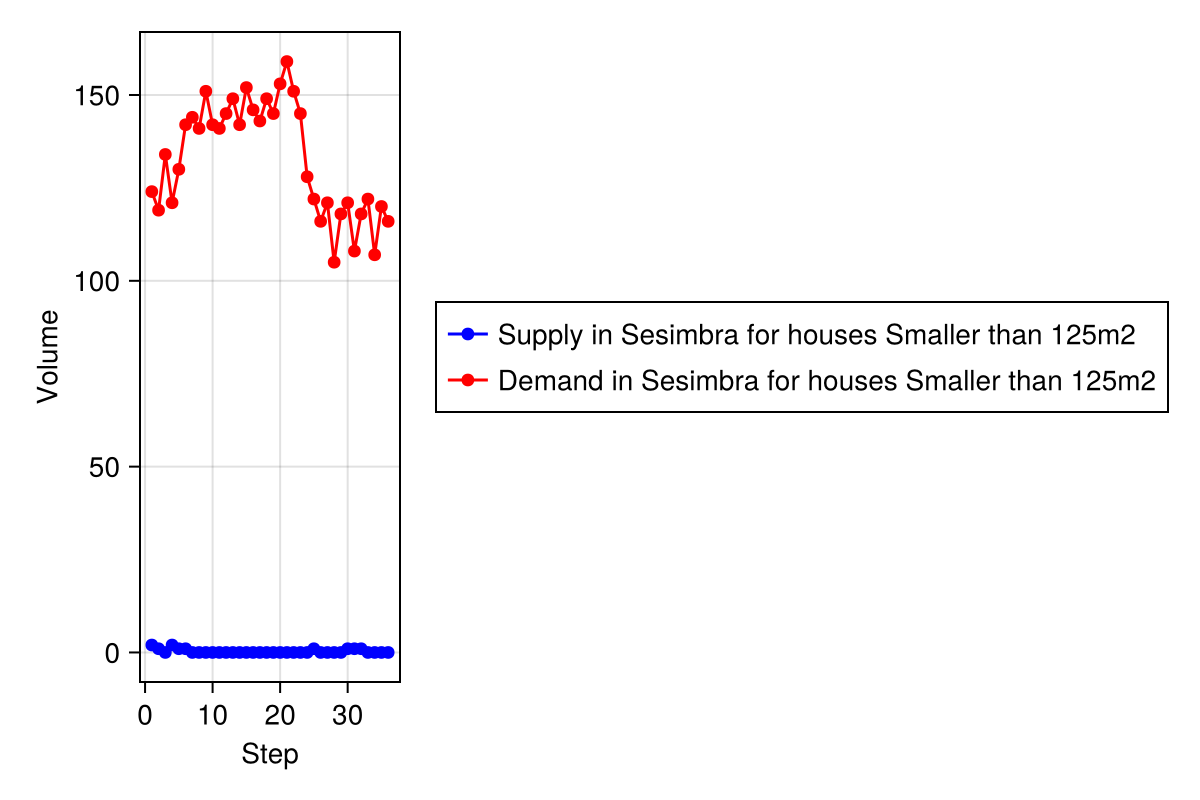 150
100
50
0
Volume
0 10 20 30
Step
Supply in Sesimbra for houses Smaller than 125m2
Demand in Sesimbra for houses Smaller than 125m2